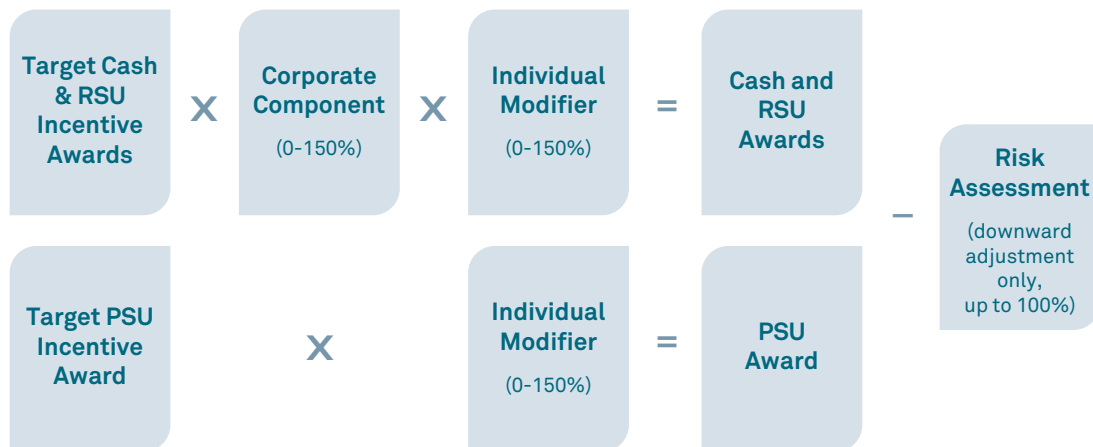 Target Cash
& RSU
Incentive
Awards
X
Corporate
Component
(0-150%)
X
Individual
Modifier
(0-150%)
=
Cash and
RSU
Awards
–
Risk
Assessment
(downward
adjustment
only,
up to 100%)
Target PSU
Incentive
Award
X
Individual
Modifier
(0-150%)
=
PSU
Award